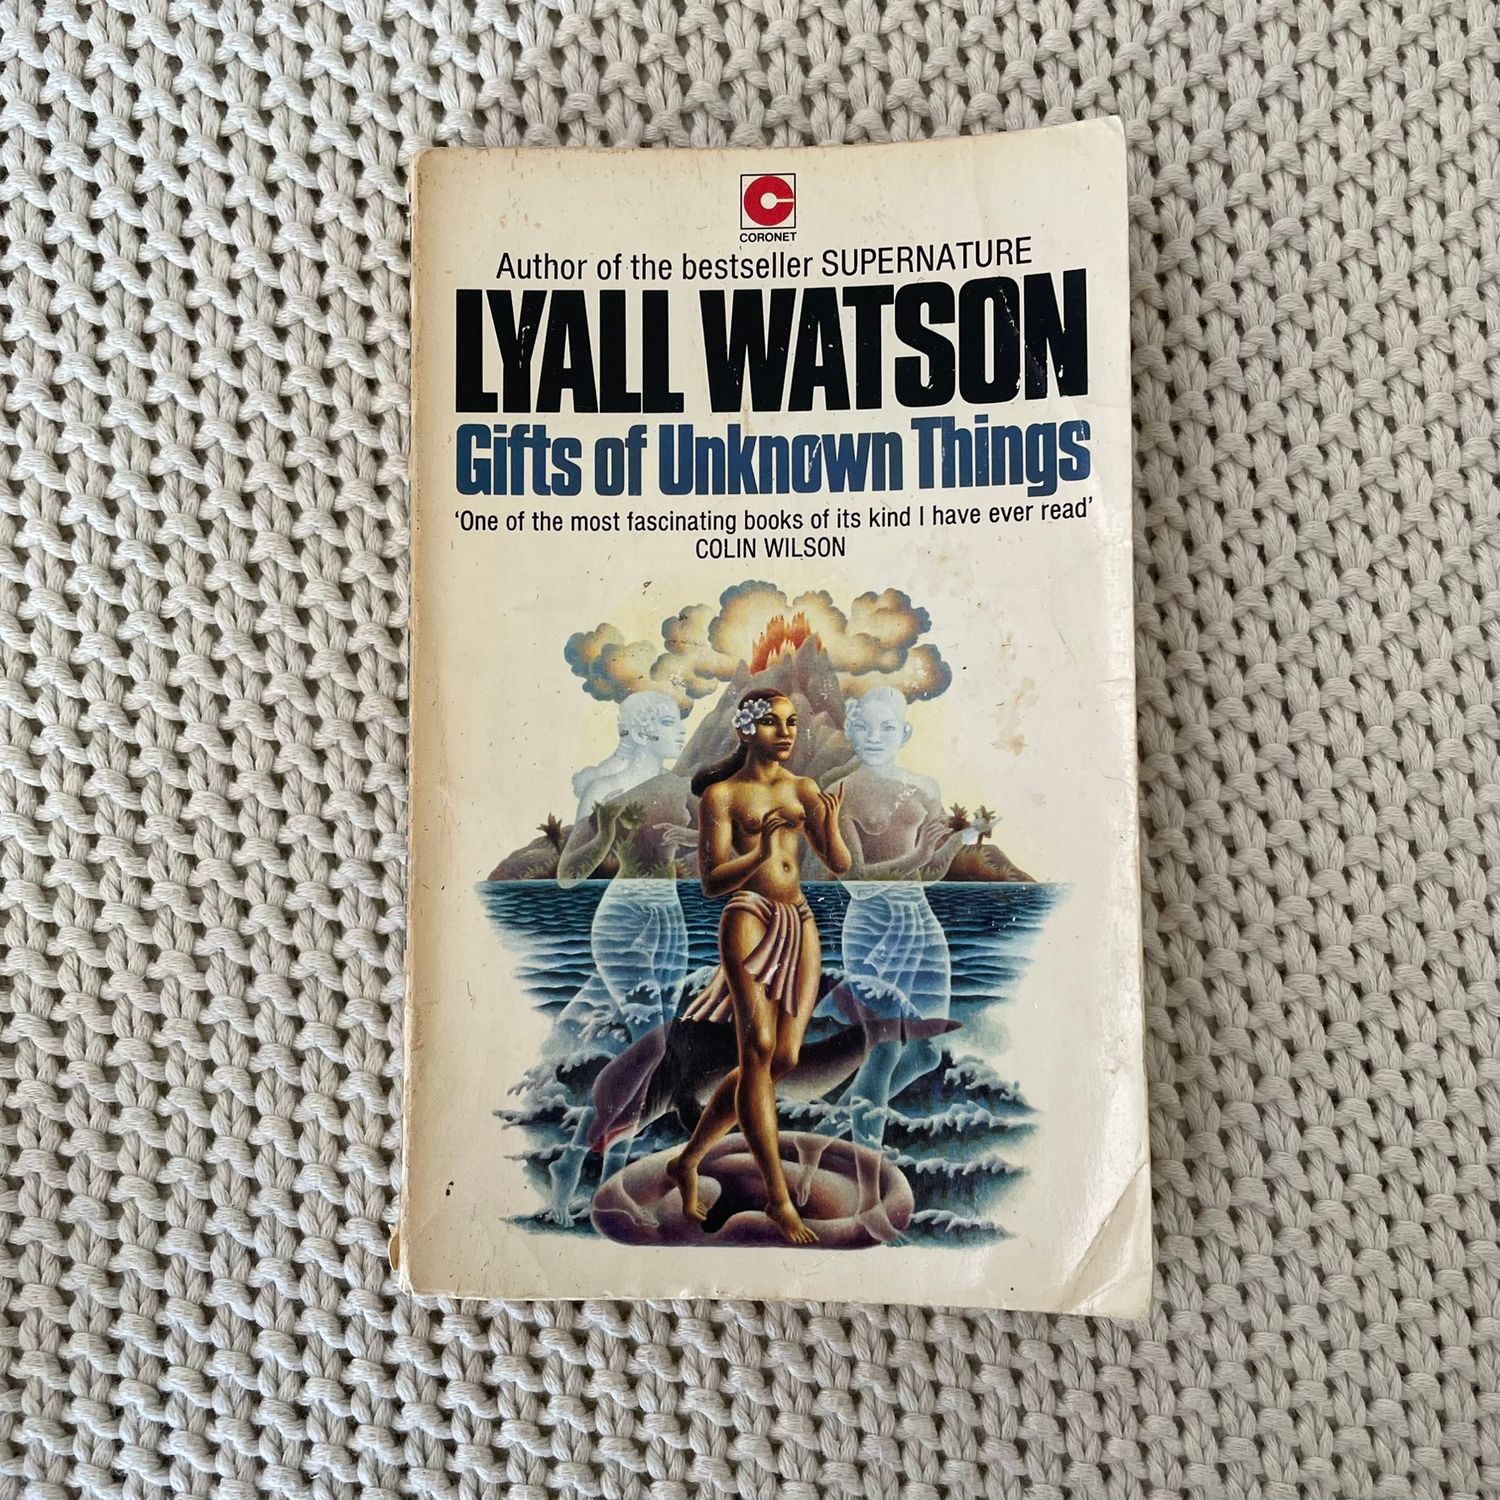 CORONET
Author of the bestseller SUPERNATURE
LYALL WATSON
Gifts of Unknown Things
‘One of the most fascinating books of its kind I have ever read’
COLIN WILSON